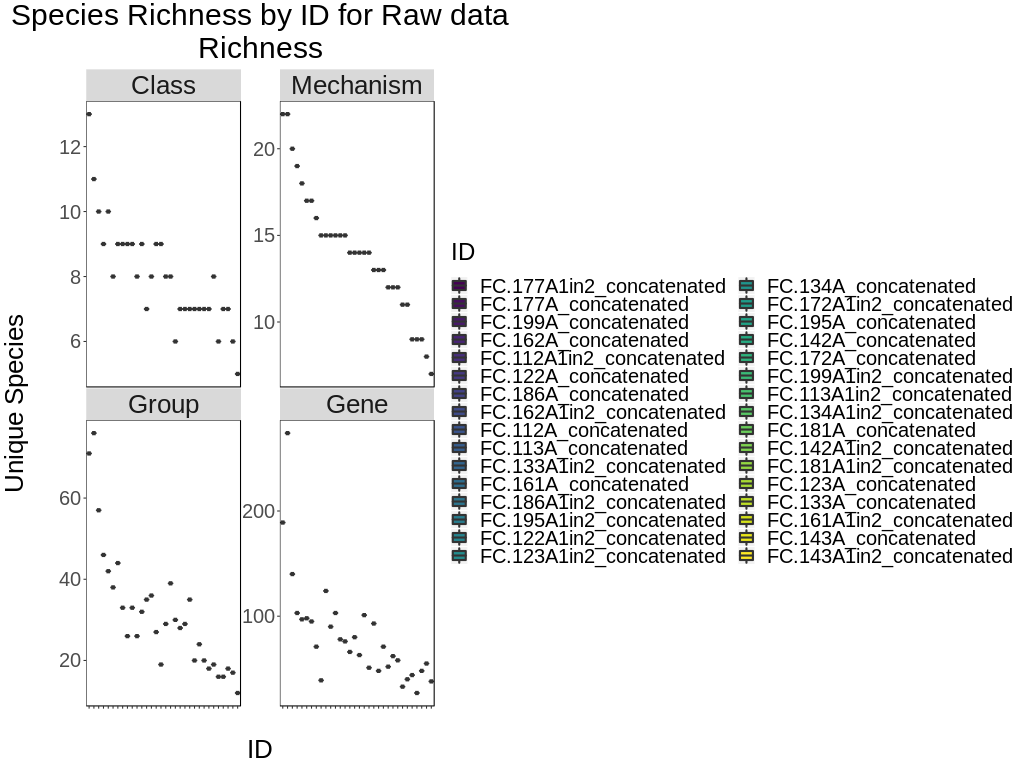 Species Richness by ID for Raw data
Richness
Class
Mechanism
12
10
8
6
20
15
10
Group
Gene
60
40
20
200
100
Unique Species
ID
ID
FC.177A1in2_concatenated
FC.177A_concatenated
FC.199A_concatenated
FC.162A_concatenated
FC.112A1in2_concatenated
FC.122A_concatenated
FC.186A_concatenated
FC.162A1in2_concatenated
FC.112A_concatenated
FC.113A_concatenated
FC.133A1in2_concatenated
FC.161A_concatenated
FC.186A1in2_concatenated
FC.195A1in2_concatenated
FC.122A1in2_concatenated
FC.123A1in2_concatenated
FC.134A_concatenated
FC.172A1in2_concatenated
FC.195A_concatenated
FC.142A_concatenated
FC.172A_concatenated
FC.199A1in2_concatenated
FC.113A1in2_concatenated
FC.134A1in2_concatenated
FC.181A_concatenated
FC.142A1in2_concatenated
FC.181A1in2_concatenated
FC.123A_concatenated
FC.133A_concatenated
FC.161A1in2_concatenated
FC.143A_concatenated
FC.143A1in2_concatenated